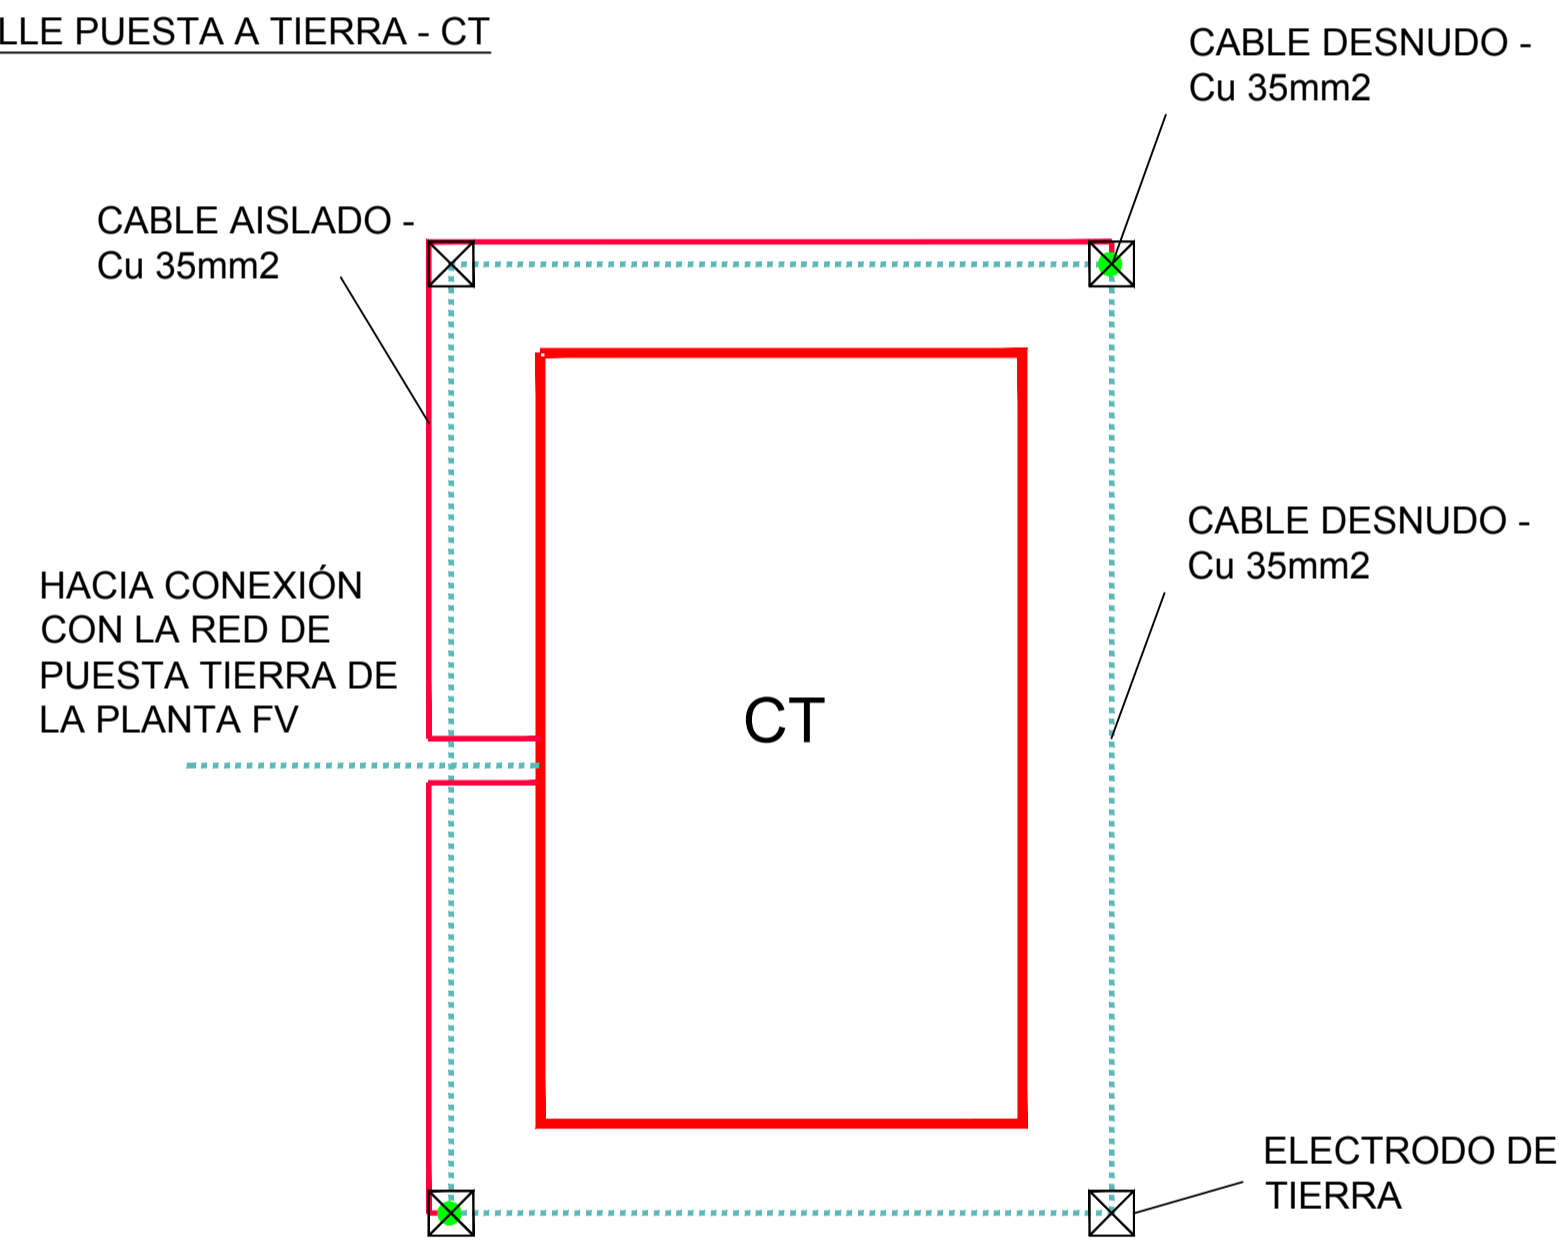 LLE PUESTA A TIERRA - CT
CABLE DESNUDO -
Cu 35mm2
CABLE AISLADO -
Cu 35mm2
CABLE DESNUDO -
Cu 35mm2
HACIA CONEXIÓN
CON LA RED DE
PUESTA TIERRA DE
LA PLANTA FV
CT
ELECTRODO DE
TIERRA